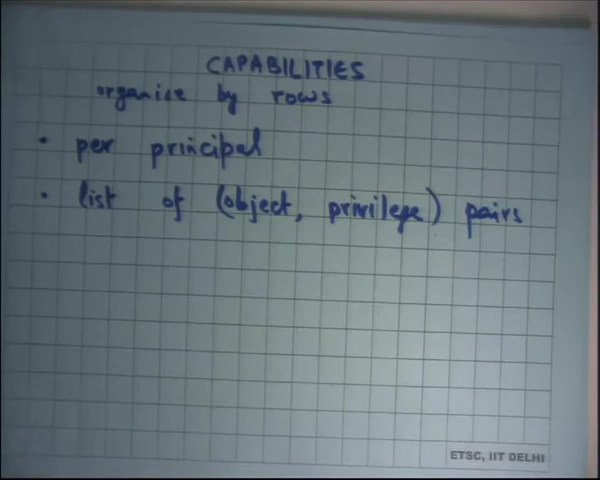 CAPABILITIES
organize by rows
• per principal
• list of (object, privilege) pairs
ETSC, IIT DELHI